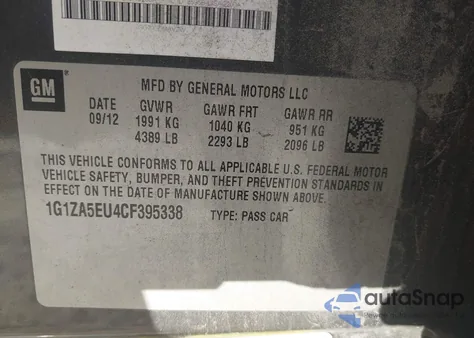 GM
MFD BY GENERAL MOTORS LLC
DATE GVWR GAWR FRT GAWR RR
09/12 1991 KG 1040 KG 951 KG
4389 LB 2293 LB 2096 LB
THIS VEHICLE CONFORMS TO ALL APPLICABLE U.S. FEDERAL MOTOR
VEHICLE SAFETY, BUMPER, AND THEFT PREVENTION STANDARDS IN
EFFECT ON THE DATE OF MANUFACTURE SHOWN ABOVE.
1G1ZA5EU4CF395338 TYPE: PASS CAR
autoSnap